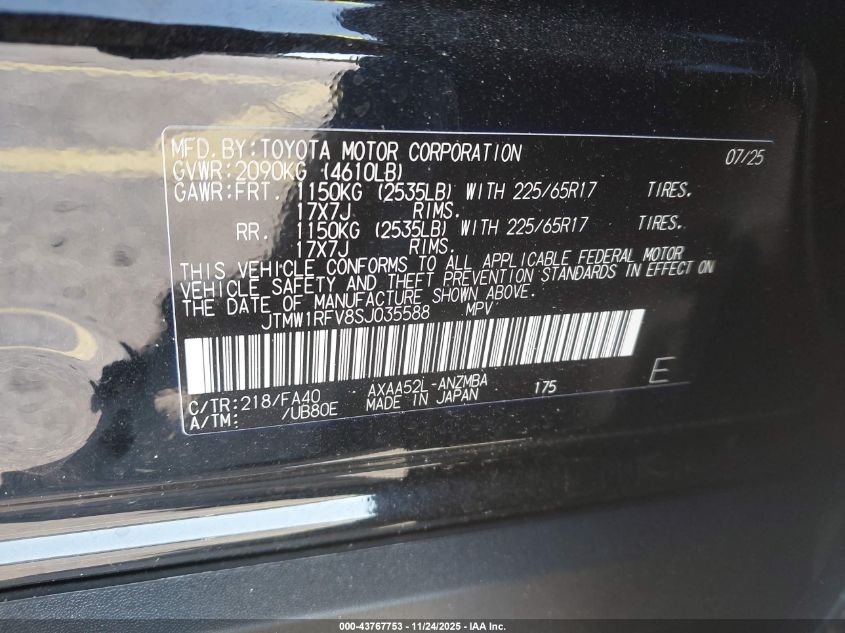 MFD. BY: TOYOTA MOTOR CORPORATION 07/25
GVWR: 2090KG (4610LB)
GAWR: FRT. 1150KG (2535LB) WITH 225/65R17 TIRES.
17X7J RIMS.
RR. 1150KG (2535LB) WITH 225/65R17 TIRES.
17X7J RIMS.
THIS VEHICLE CONFORMS TO ALL APPLICABLE FEDERAL MOTOR
VEHICLE SAFETY AND THEFT PREVENTION STANDARDS IN EFFECT ON
THE DATE OF MANUFACTURE SHOWN ABOVE.
JTMW1RFV8SJ035588 MPV
C/TR: 218/FA40 AXAA52L-ANZMBA 175 E
A/TM: /UB80E MADE IN JAPAN
000-43767753 - 11/24/2025 - IAA Inc.